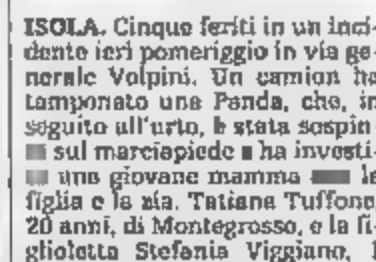 ISOLA. Cinque feriti in un inci-
dente ieri pomeriggio in via ge-
nerale Volpini. Un camion ha
tamponato una Panda, che, in
seguito all'urto, è stata sospin-
sul marciapiede ha investi-
una giovane mamma la
figlia e la zia. Tatiana Tuffono,
20 anni, di Montegrosso, e la fi-
glioletta Stefania Viggiano, 1